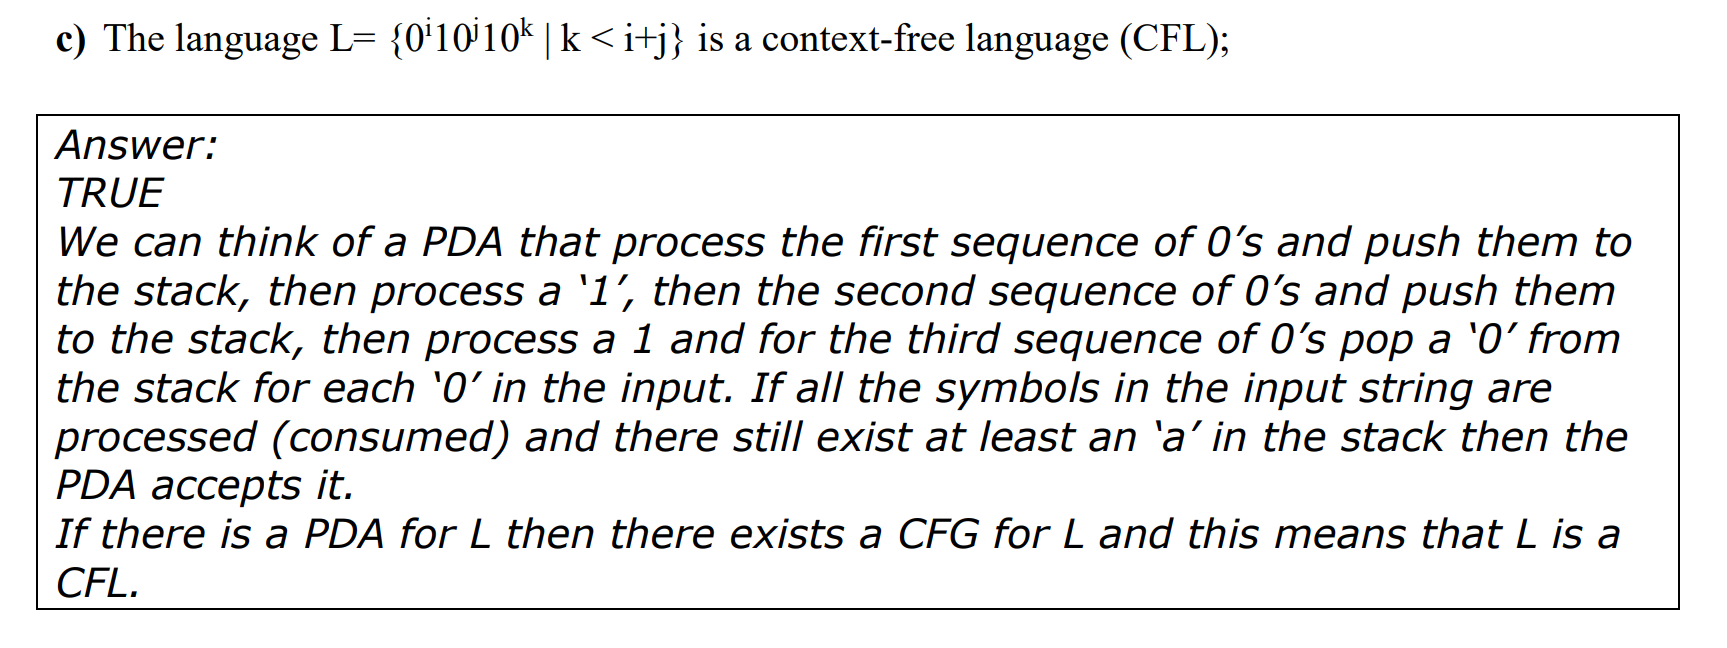 c) The language L= {0ⁱ10ʲ10ᵏ | k < i+j} is a context-free language (CFL);
Answer:
TRUE
We can think of a PDA that process the first sequence of 0’s and push them to
the stack, then process a ‘1’, then the second sequence of 0’s and push them
to the stack, then process a 1 and for the third sequence of 0’s pop a ‘0’ from
the stack for each ‘0’ in the input. If all the symbols in the input string are
processed (consumed) and there still exist at least an ‘a’ in the stack then the
PDA accepts it.
If there is a PDA for L then there exists a CFG for L and this means that L is a
CFL.